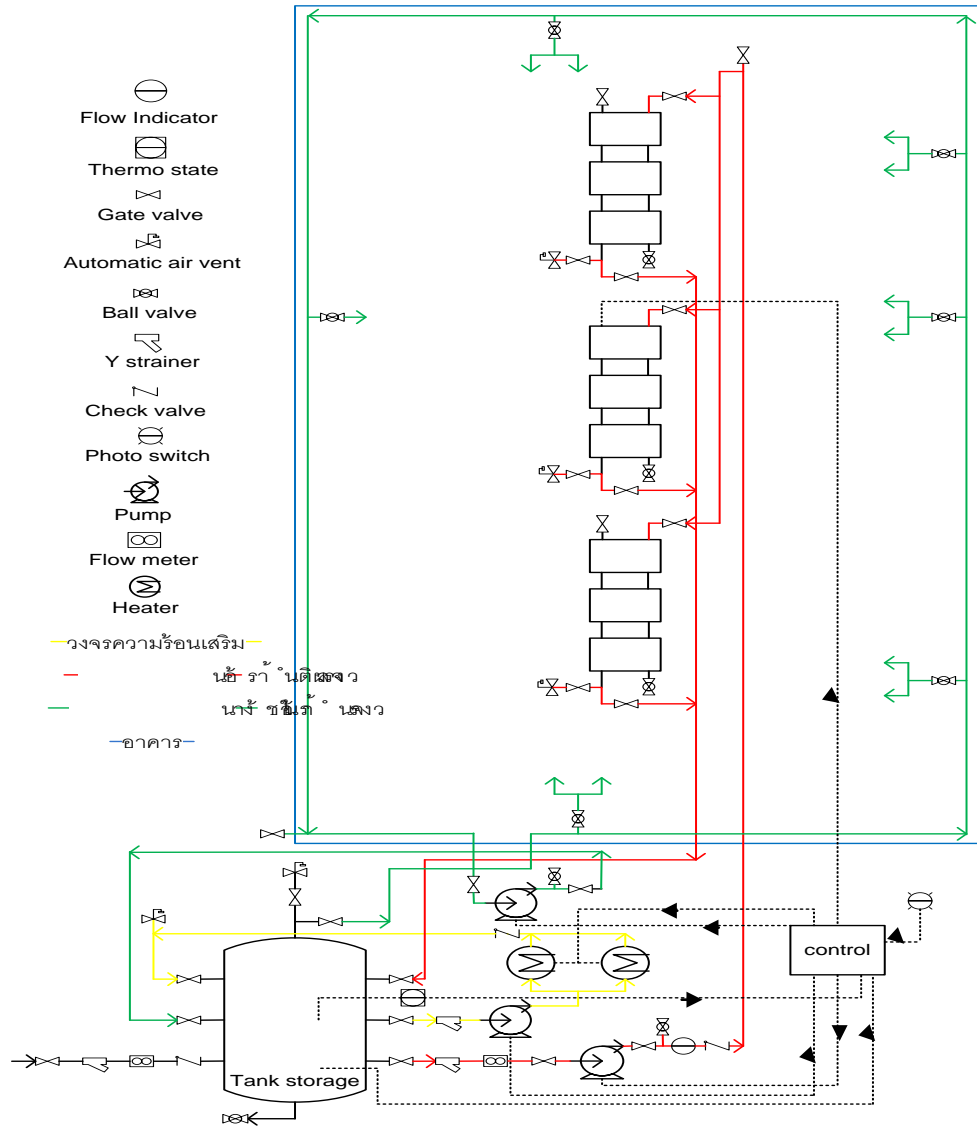 Flow Indicator
Thermo state
Gate valve
Automatic air vent
Ball valve
Y strainer
Check valve
Photo switch
Pump
Flow meter
Heater
วงจรความร้อนเสริม
อาคาร
control
Tank storage